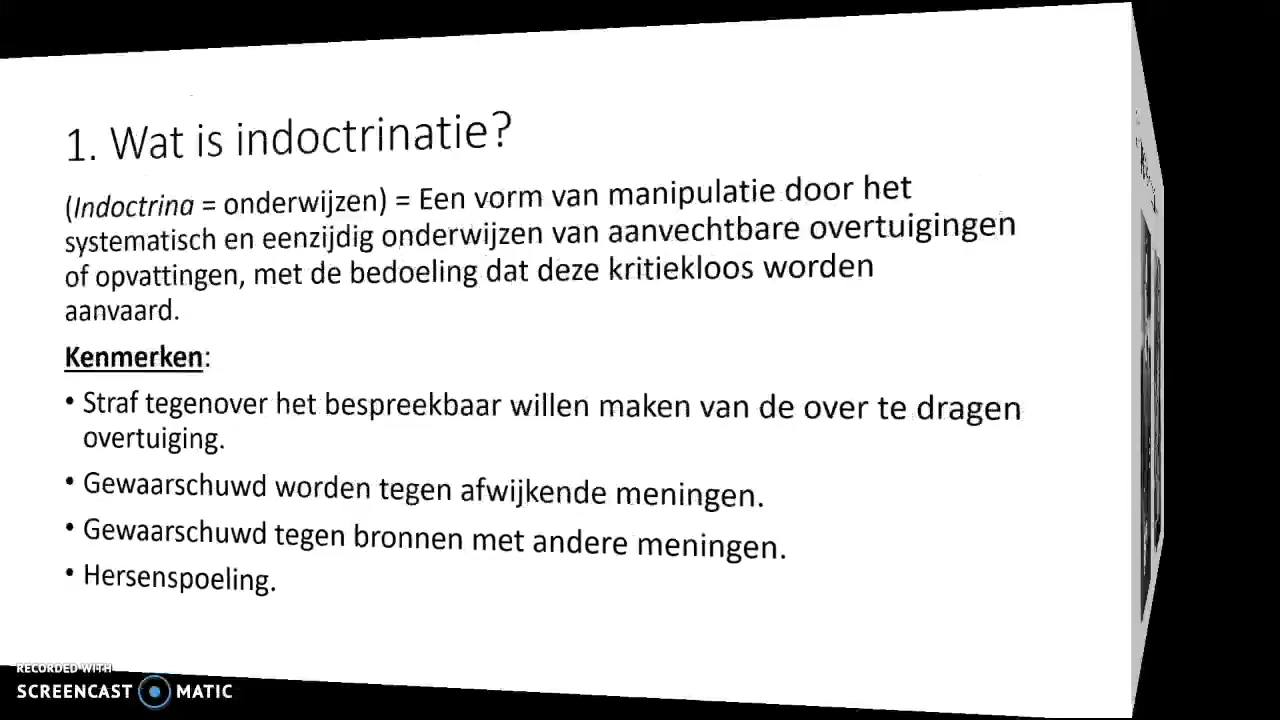 1. Wat is indoctrinatie?
(Indoctrina = onderwijzen) = Een vorm van manipulatie door het
systematisch en eenzijdig onderwijzen van aanvechtbare overtuigingen
of opvattingen, met de bedoeling dat deze kritiekloos worden
aanvaard.
Kenmerken:
• Straf tegenover het bespreekbaar willen maken van de over te dragen
overtuiging.
• Gewaarschuwd worden tegen afwijkende meningen.
• Gewaarschuwd tegen bronnen met andere meningen.
• Hersenspoeling.
RECORDED WITH
SCREENCAST MATIC